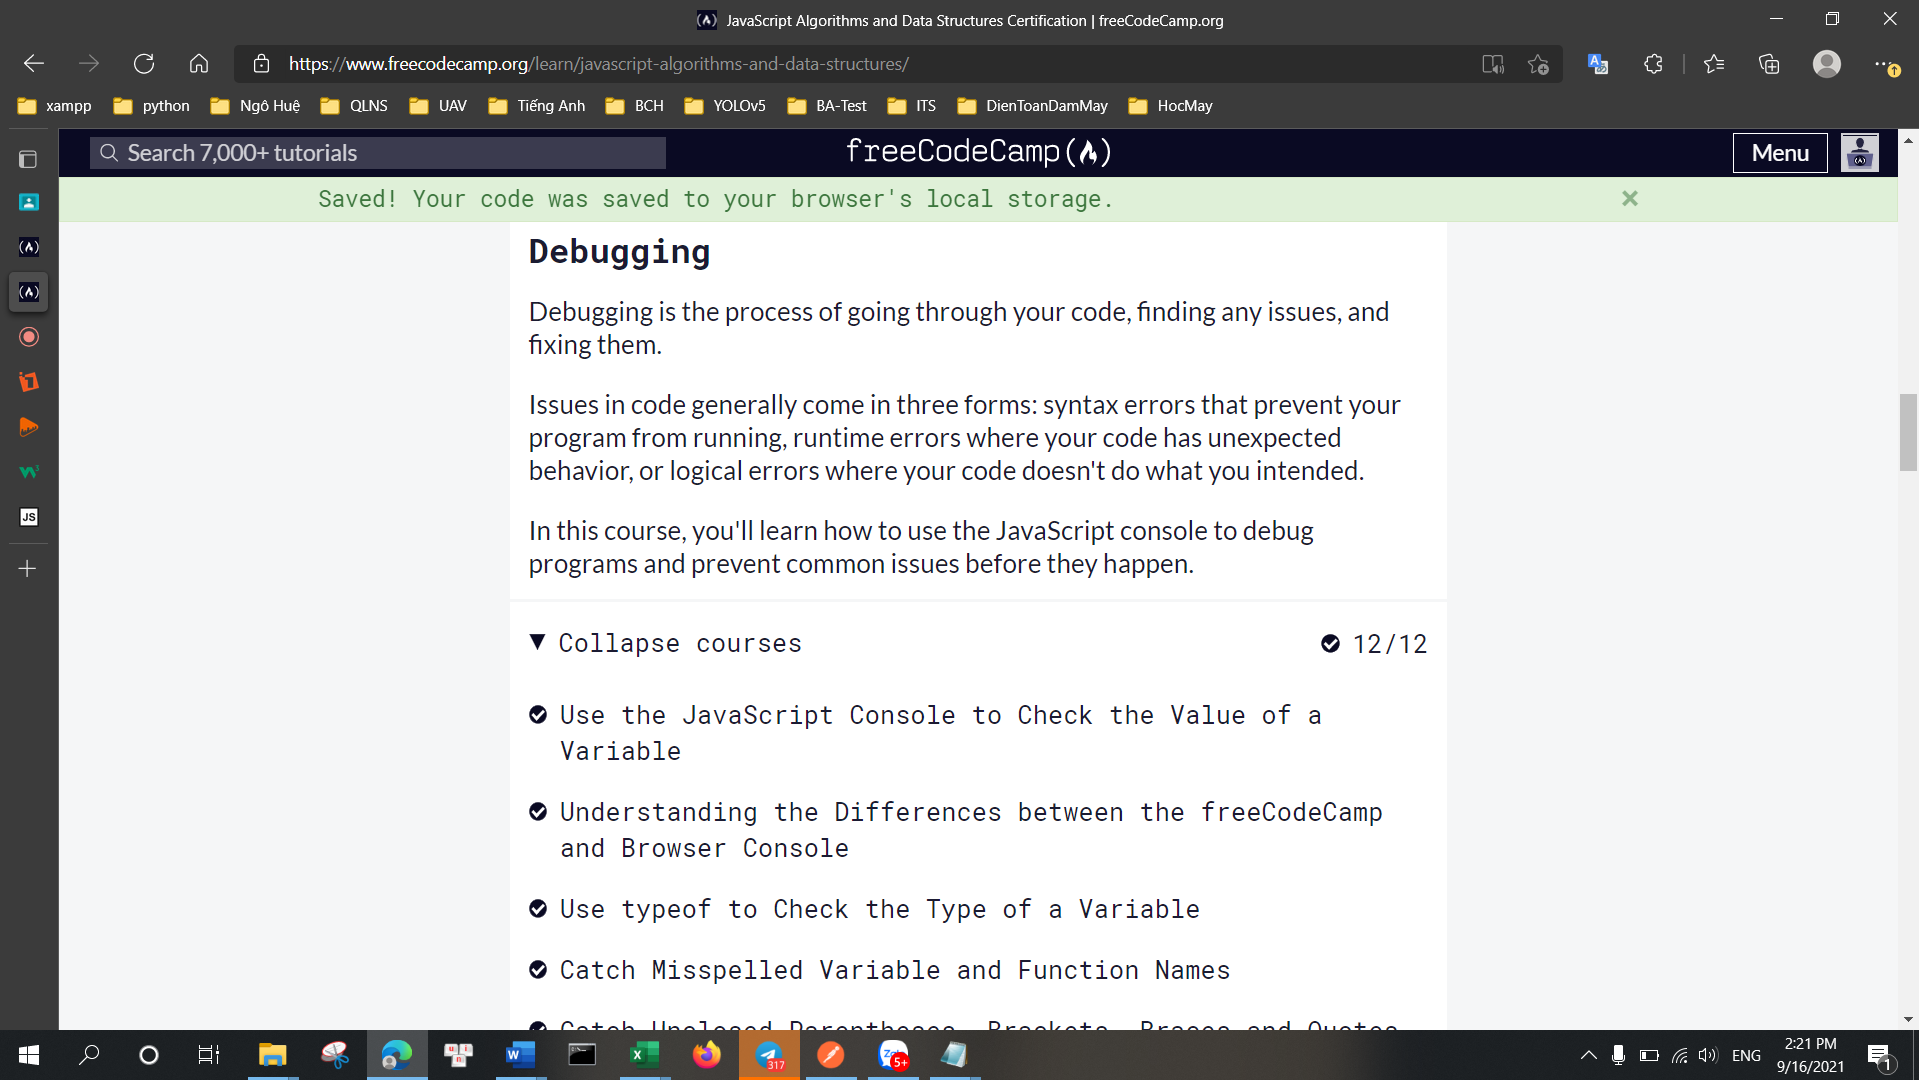 JavaScript Algorithms and Data Structures Certification | freeCodeCamp.org
https://www.freecodecamp.org/learn/javascript-algorithms-and-data-structures/
xampp python Ngô Huệ QLNS UAV Tiếng Anh BCH YOLOv5 BA-Test ITS DienToanDamMay HocMay
Search 7,000+ tutorials
freeCodeCamp
Menu
Saved! Your code was saved to your browser's local storage.
Debugging
Debugging is the process of going through your code, finding any issues, and
fixing them.
Issues in code generally come in three forms: syntax errors that prevent your
program from running, runtime errors where your code has unexpected
behavior, or logical errors where your code doesn't do what you intended.
In this course, you'll learn how to use the JavaScript console to debug
programs and prevent common issues before they happen.
Collapse courses 12/12
Use the JavaScript Console to Check the Value of a
Variable
Understanding the Differences between the freeCodeCamp
and Browser Console
Use typeof to Check the Type of a Variable
Catch Misspelled Variable and Function Names
Catch Unclosed Parentheses, Brackets, Braces and Quotes
JS
317
5+
ENG
2:21 PM
9/16/2021
1